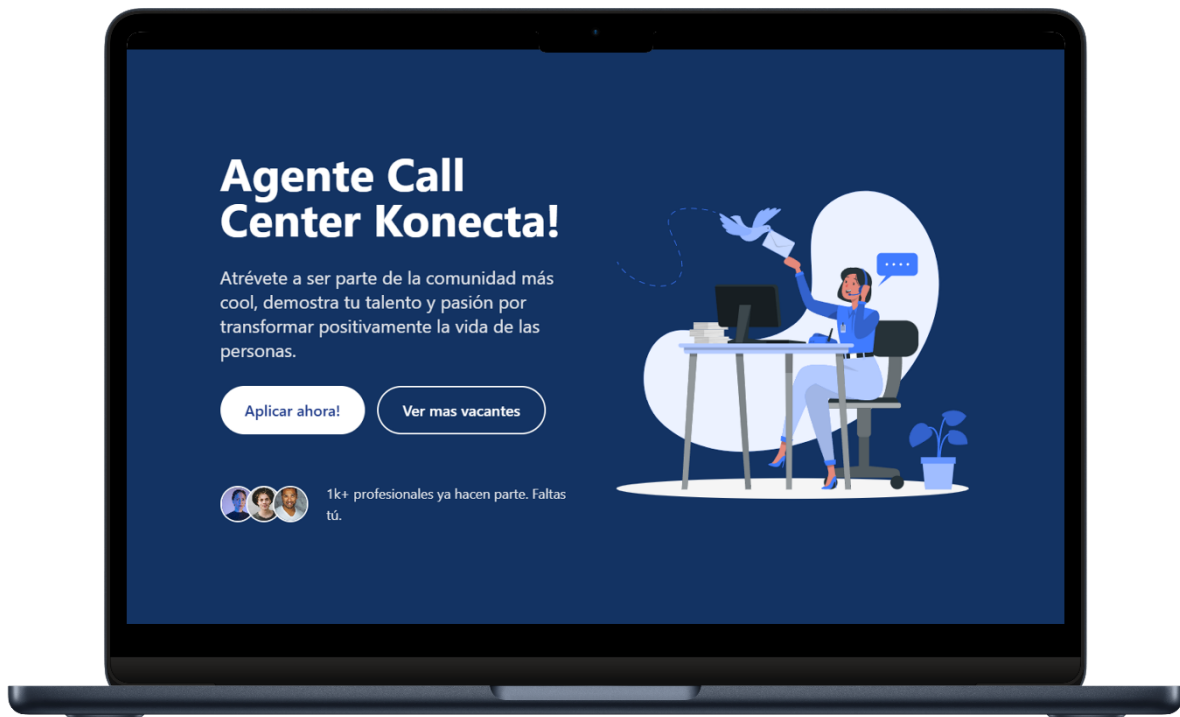 Agente Call
Center Konecta!
Atrévete a ser parte de la comunidad más
cool, demostra tu talento y pasión por
transformar positivamente la vida de las
personas.
Aplicar ahora!
Ver mas vacantes
1k+ profesionales ya hacen parte. Faltas
tú.